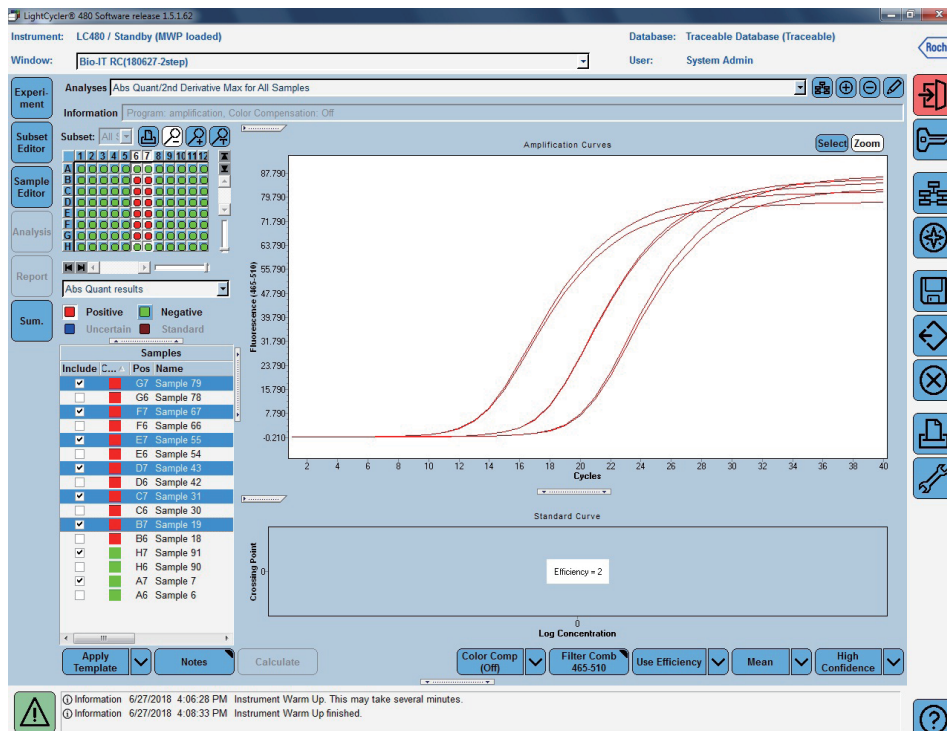 LightCycler® 480 Software release 1.5.1.62
Instrument: LC480 / Standby (MWP loaded) Database: Traceable Database (Traceable)
Window: Bio-IT RC(180627-2step) User: System Admin
Roch
Experi-
ment
Subset
Editor
Sample
Editor
Analysis
Report
Sum.
Analyses Abs Quant/2nd Derivative Max for All Samples
Information Program: amplification, Color Compensation: Off
Subset: All S
1 2 3 4 5 6 7 8 9 10 11 12
A
B
C
D
E
F
G
H
Abs Quant results
Positive Negative
Uncertain Standard
Samples
Include C... Pos Name
G7 Sample 79
G6 Sample 78
F7 Sample 67
F6 Sample 66
E7 Sample 55
E6 Sample 54
D7 Sample 43
D6 Sample 42
C7 Sample 31
C6 Sample 30
B7 Sample 19
B6 Sample 18
H7 Sample 91
H6 Sample 90
A7 Sample 7
A6 Sample 6
Amplification Curves
Select Zoom
Fluorescence (465-510)
87.790
79.790
71.790
63.790
55.790
47.790
39.790
31.790
23.790
15.790
7.790
-0.210
2 4 6 8 10 12 14 16 18 20 22 24 26 28 30 32 34 36 38 40
Cycles
Standard Curve
Crossing Point
0
Efficiency = 2
0
Log Concentration
Apply
Template
Notes
Calculate
Color Comp
(Off)
Filter Comb
465-510
Use Efficiency
Mean
High
Confidence
Information 6/27/2018 4:06:28 PM Instrument Warm Up. This may take several minutes.
Information 6/27/2018 4:08:33 PM Instrument Warm Up finished.